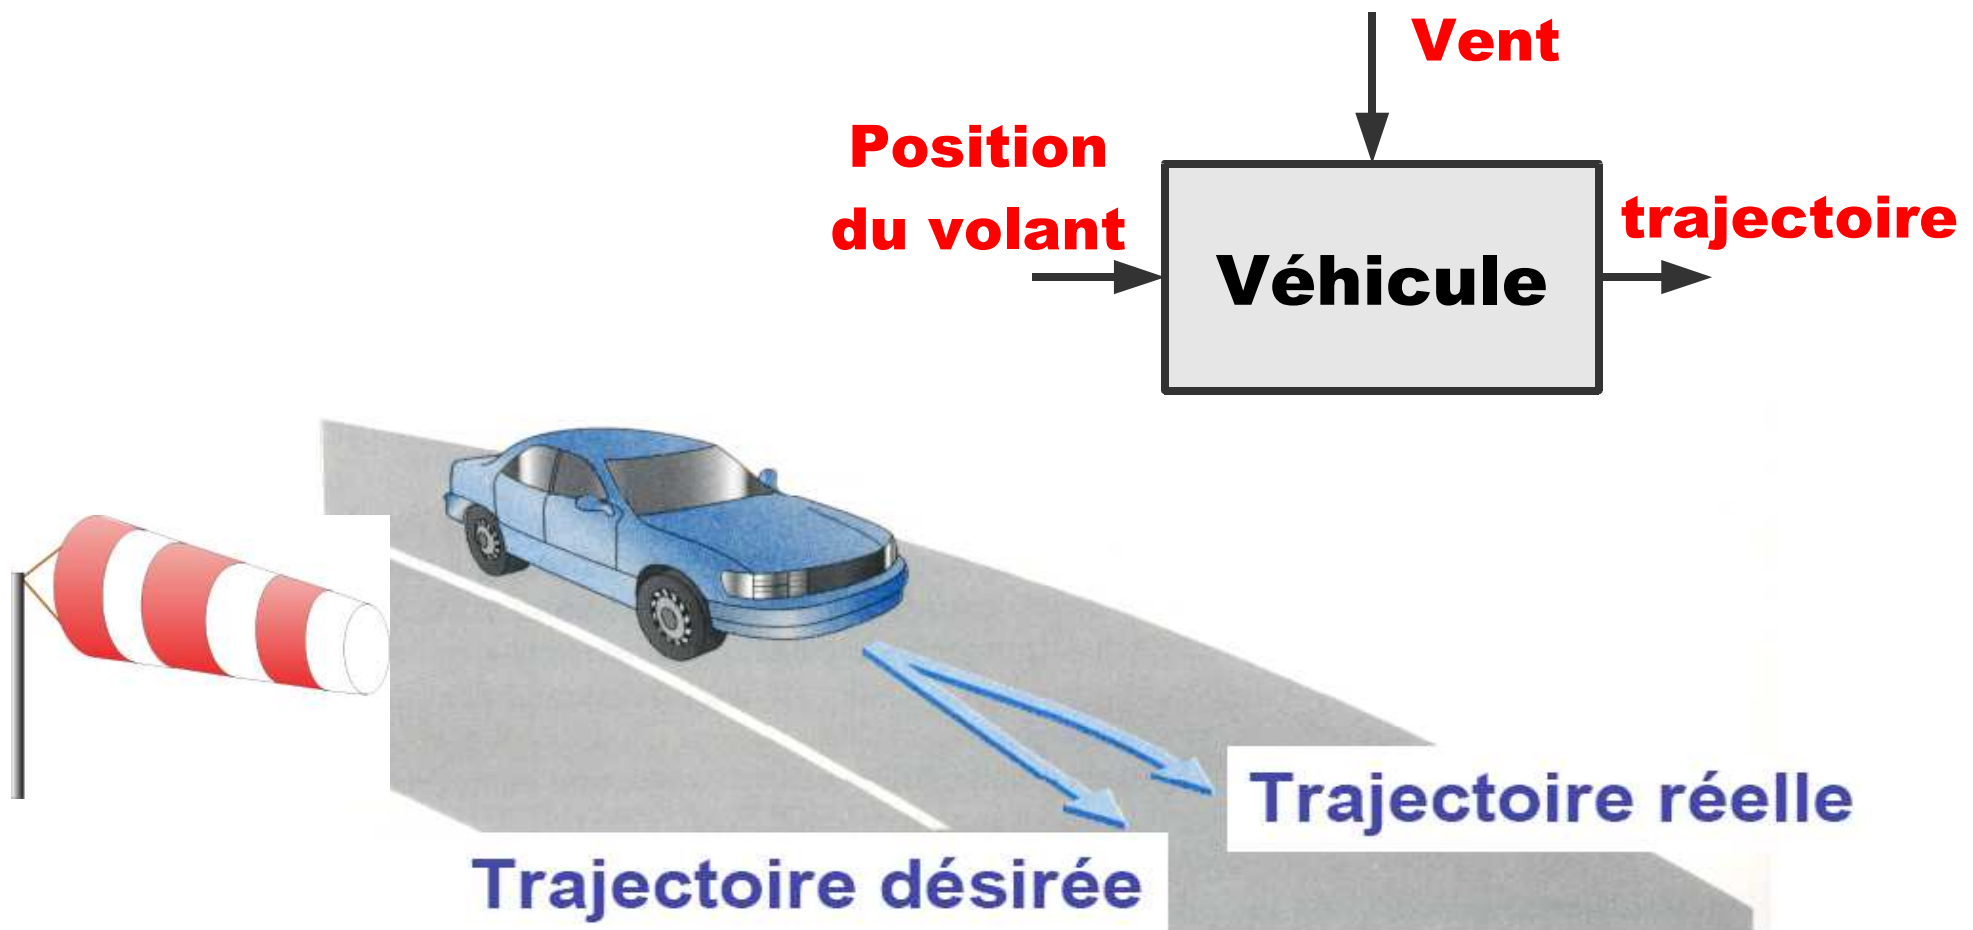 Vent
Position
du volant
trajectoire
Véhicule
Trajectoire réelle
Trajectoire désirée